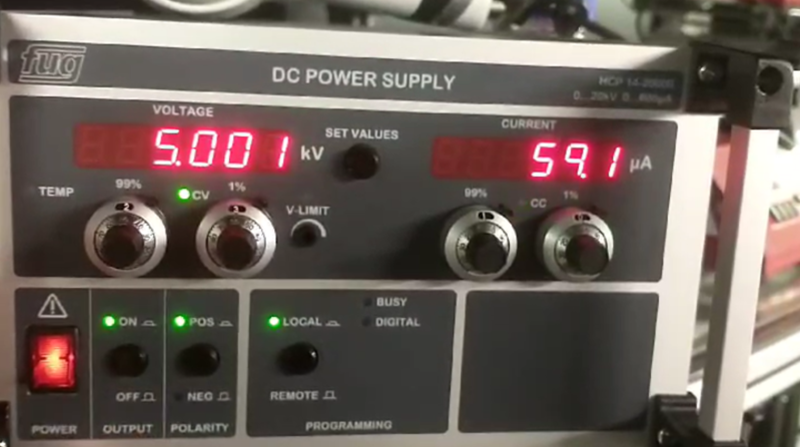 fug
DC POWER SUPPLY
HCP 14-20000
0...20kV 0...600µA
VOLTAGE
CURRENT
5.001 kV
SET VALUES
59.1 µA
TEMP
99%
CV
1%
V-LIMIT
99%
CC
1%
ON
POS
LOCAL
BUSY
DIGITAL
OFF
NEG
REMOTE
POWER
OUTPUT
POLARITY
PROGRAMMING